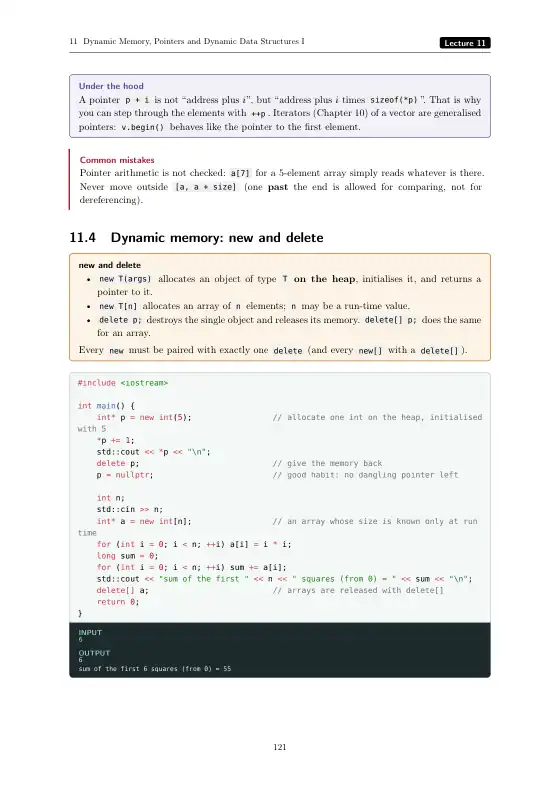 11 Dynamic Memory, Pointers and Dynamic Data Structures I
Lecture 11
Under the hood
A pointer p + i is not “address plus i”, but “address plus i times sizeof(*p)”. That is why
you can step through the elements with ++p. Iterators (Chapter 10) of a vector are generalised
pointers: v.begin() behaves like the pointer to the first element.
Common mistakes
Pointer arithmetic is not checked: a[7] for a 5-element array simply reads whatever is there.
Never move outside [a, a + size] (one past the end is allowed for comparing, not for
dereferencing).
11.4 Dynamic memory: new and delete
new and delete
• new T(args) allocates an object of type T on the heap, initialises it, and returns a
pointer to it.
• new T[n] allocates an array of n elements; n may be a run-time value.
• delete p; destroys the single object and releases its memory. delete[] p; does the same
for an array.
Every new must be paired with exactly one delete (and every new[] with a delete[]).
#include <iostream>
int main() {
    int* p = new int(5);                 // allocate one int on the heap, initialised
with 5
    *p += 1;
    std::cout << *p << "\n";
    delete p;                            // give the memory back
    p = nullptr;                         // good habit: no dangling pointer left
    int n;
    std::cin >> n;
    int* a = new int[n];                 // an array whose size is known only at run
time
    for (int i = 0; i < n; ++i) a[i] = i * i;
    long sum = 0;
    for (int i = 0; i < n; ++i) sum += a[i];
    std::cout << "sum of the first " << n << " squares (from 0) = " << sum << "\n";
    delete[] a;                          // arrays are released with delete[]
    return 0;
}
INPUT
6
OUTPUT
6
sum of the first 6 squares (from 0) = 55
121